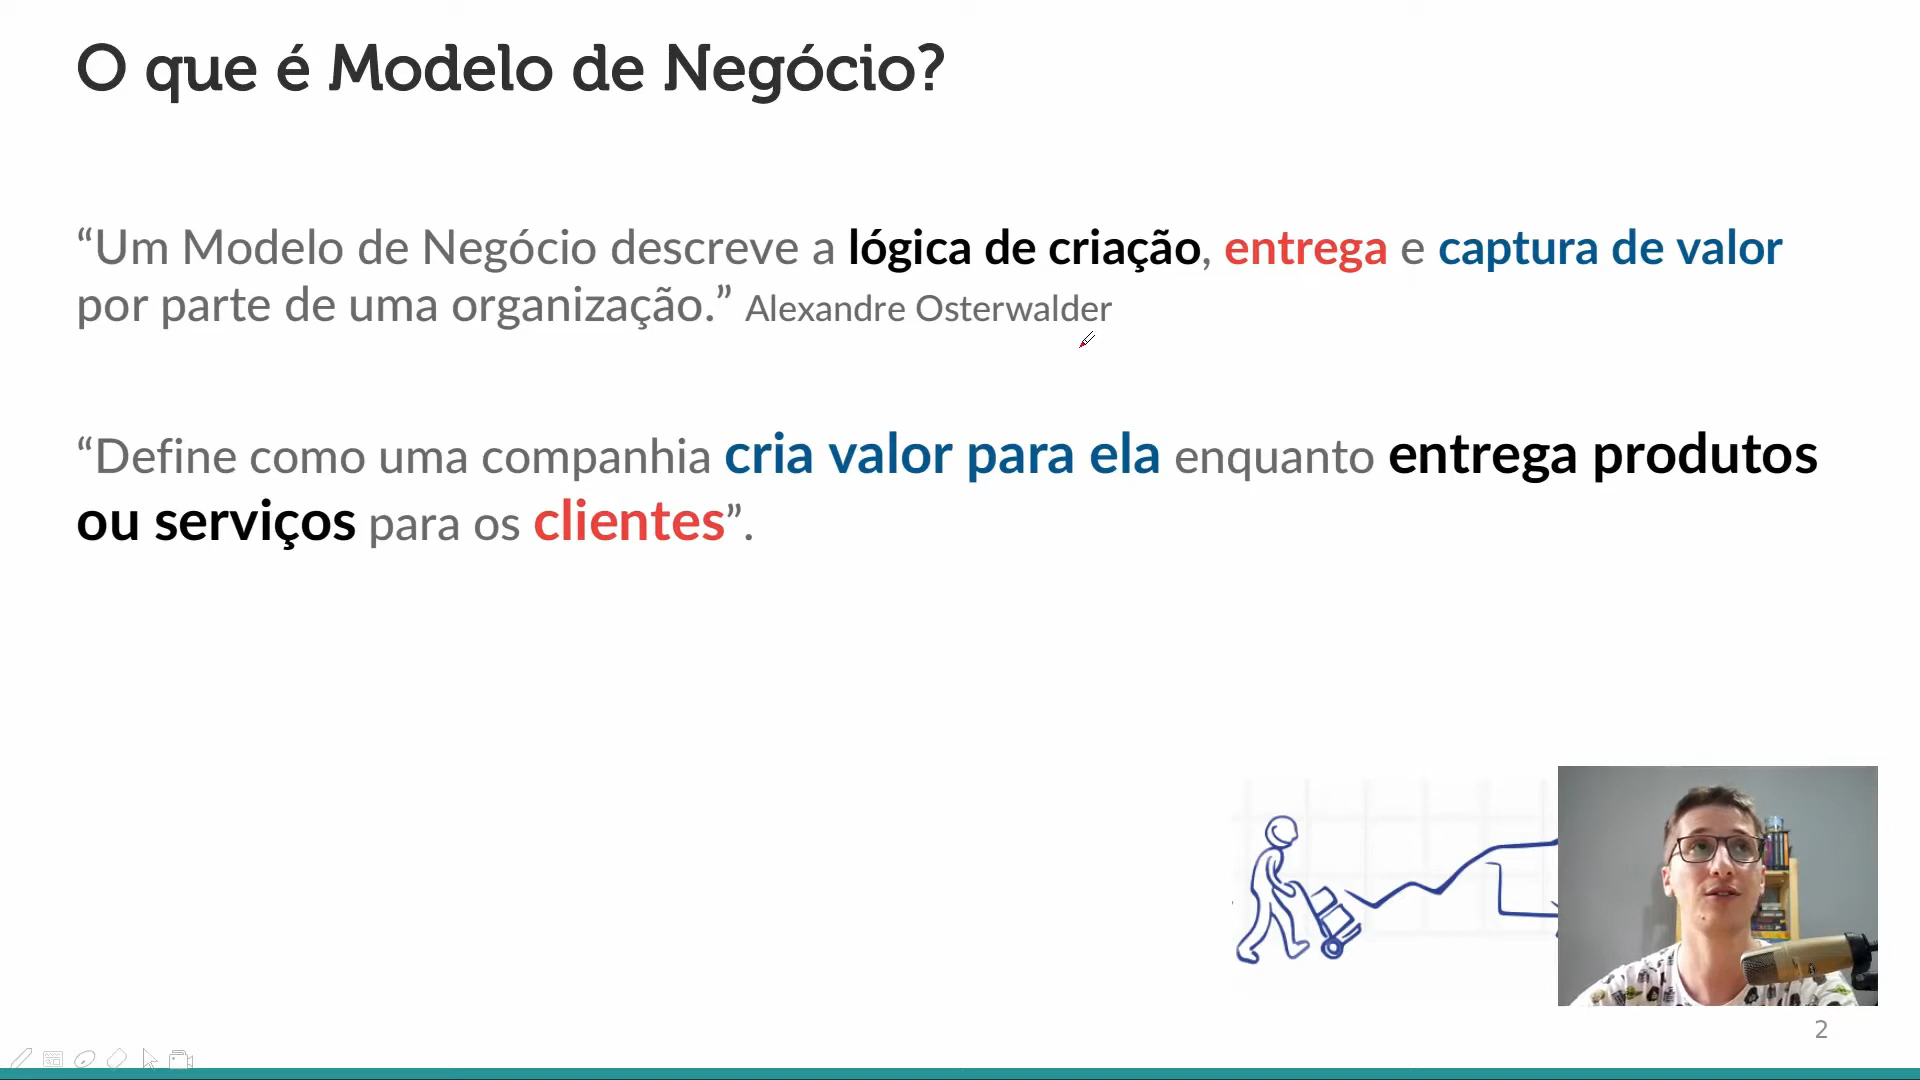 O que é Modelo de Negócio?
“Um Modelo de Negócio descreve a lógica de criação, entrega e captura de valor
por parte de uma organização.” Alexandre Osterwalder
“Define como uma companhia cria valor para ela enquanto entrega produtos
ou serviços para os clientes”.
2